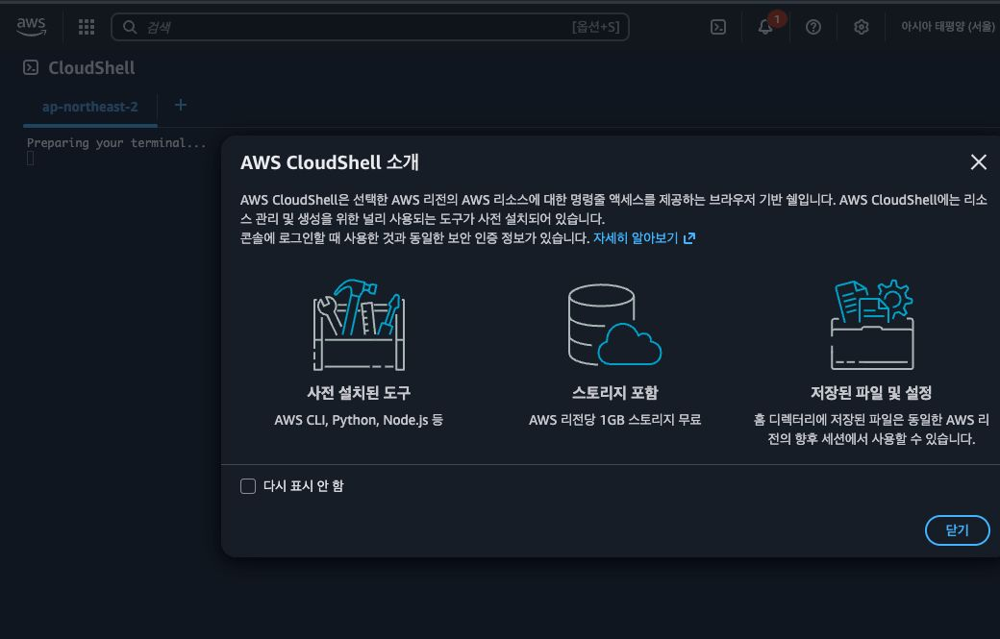 aws
검색
[옵션+S]
1
아시아 태평양 (서울)
CloudShell
ap-northeast-2
+
Preparing your terminal...
AWS CloudShell 소개
AWS CloudShell은 선택한 AWS 리전의 AWS 리소스에 대한 명령줄 액세스를 제공하는 브라우저 기반 쉘입니다. AWS CloudShell에는 리소
스 관리 및 생성을 위한 널리 사용되는 도구가 사전 설치되어 있습니다.
콘솔에 로그인할 때 사용한 것과 동일한 보안 인증 정보가 있습니다. 자세히 알아보기
사전 설치된 도구
AWS CLI, Python, Node.js 등
스토리지 포함
AWS 리전당 1GB 스토리지 무료
저장된 파일 및 설정
홈 디렉터리에 저장된 파일은 동일한 AWS 리
전의 향후 세션에서 사용할 수 있습니다.
다시 표시 안 함
닫기